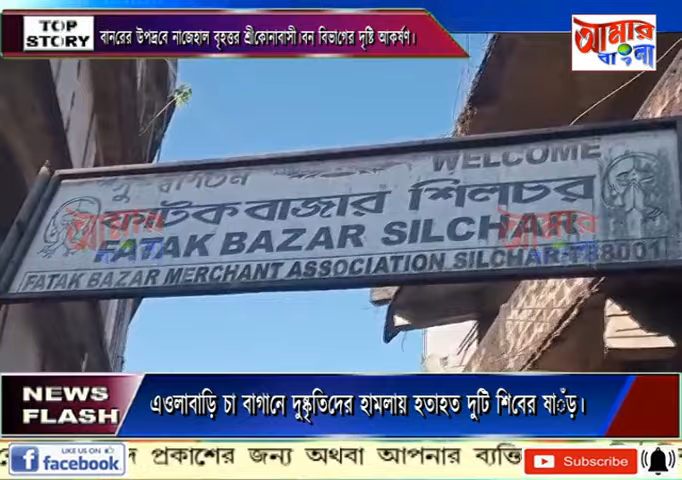 TOP STORY
বানরের উপদ্রবে নাজেহাল বৃহত্তর শ্রীকোনাবাসী বন বিভাগের দৃষ্টি আকর্ষণ।
আমার বাংলা
WELCOME
ফাটকবাজার শিলচর
FATAK BAZAR SILCHAR
FATAK BAZAR MERCHANT ASSOCIATION SILCHAR-788001
NEWS FLASH
এওলাবাড়ি চা বাগানে দুষ্কৃতিদের হামলায় হতাহত দুটি শিবের ষাঁড়।
LIKE US ON
facebook
প্রকাশের জন্য অথবা আপনার ব্যক্তি
Subscribe